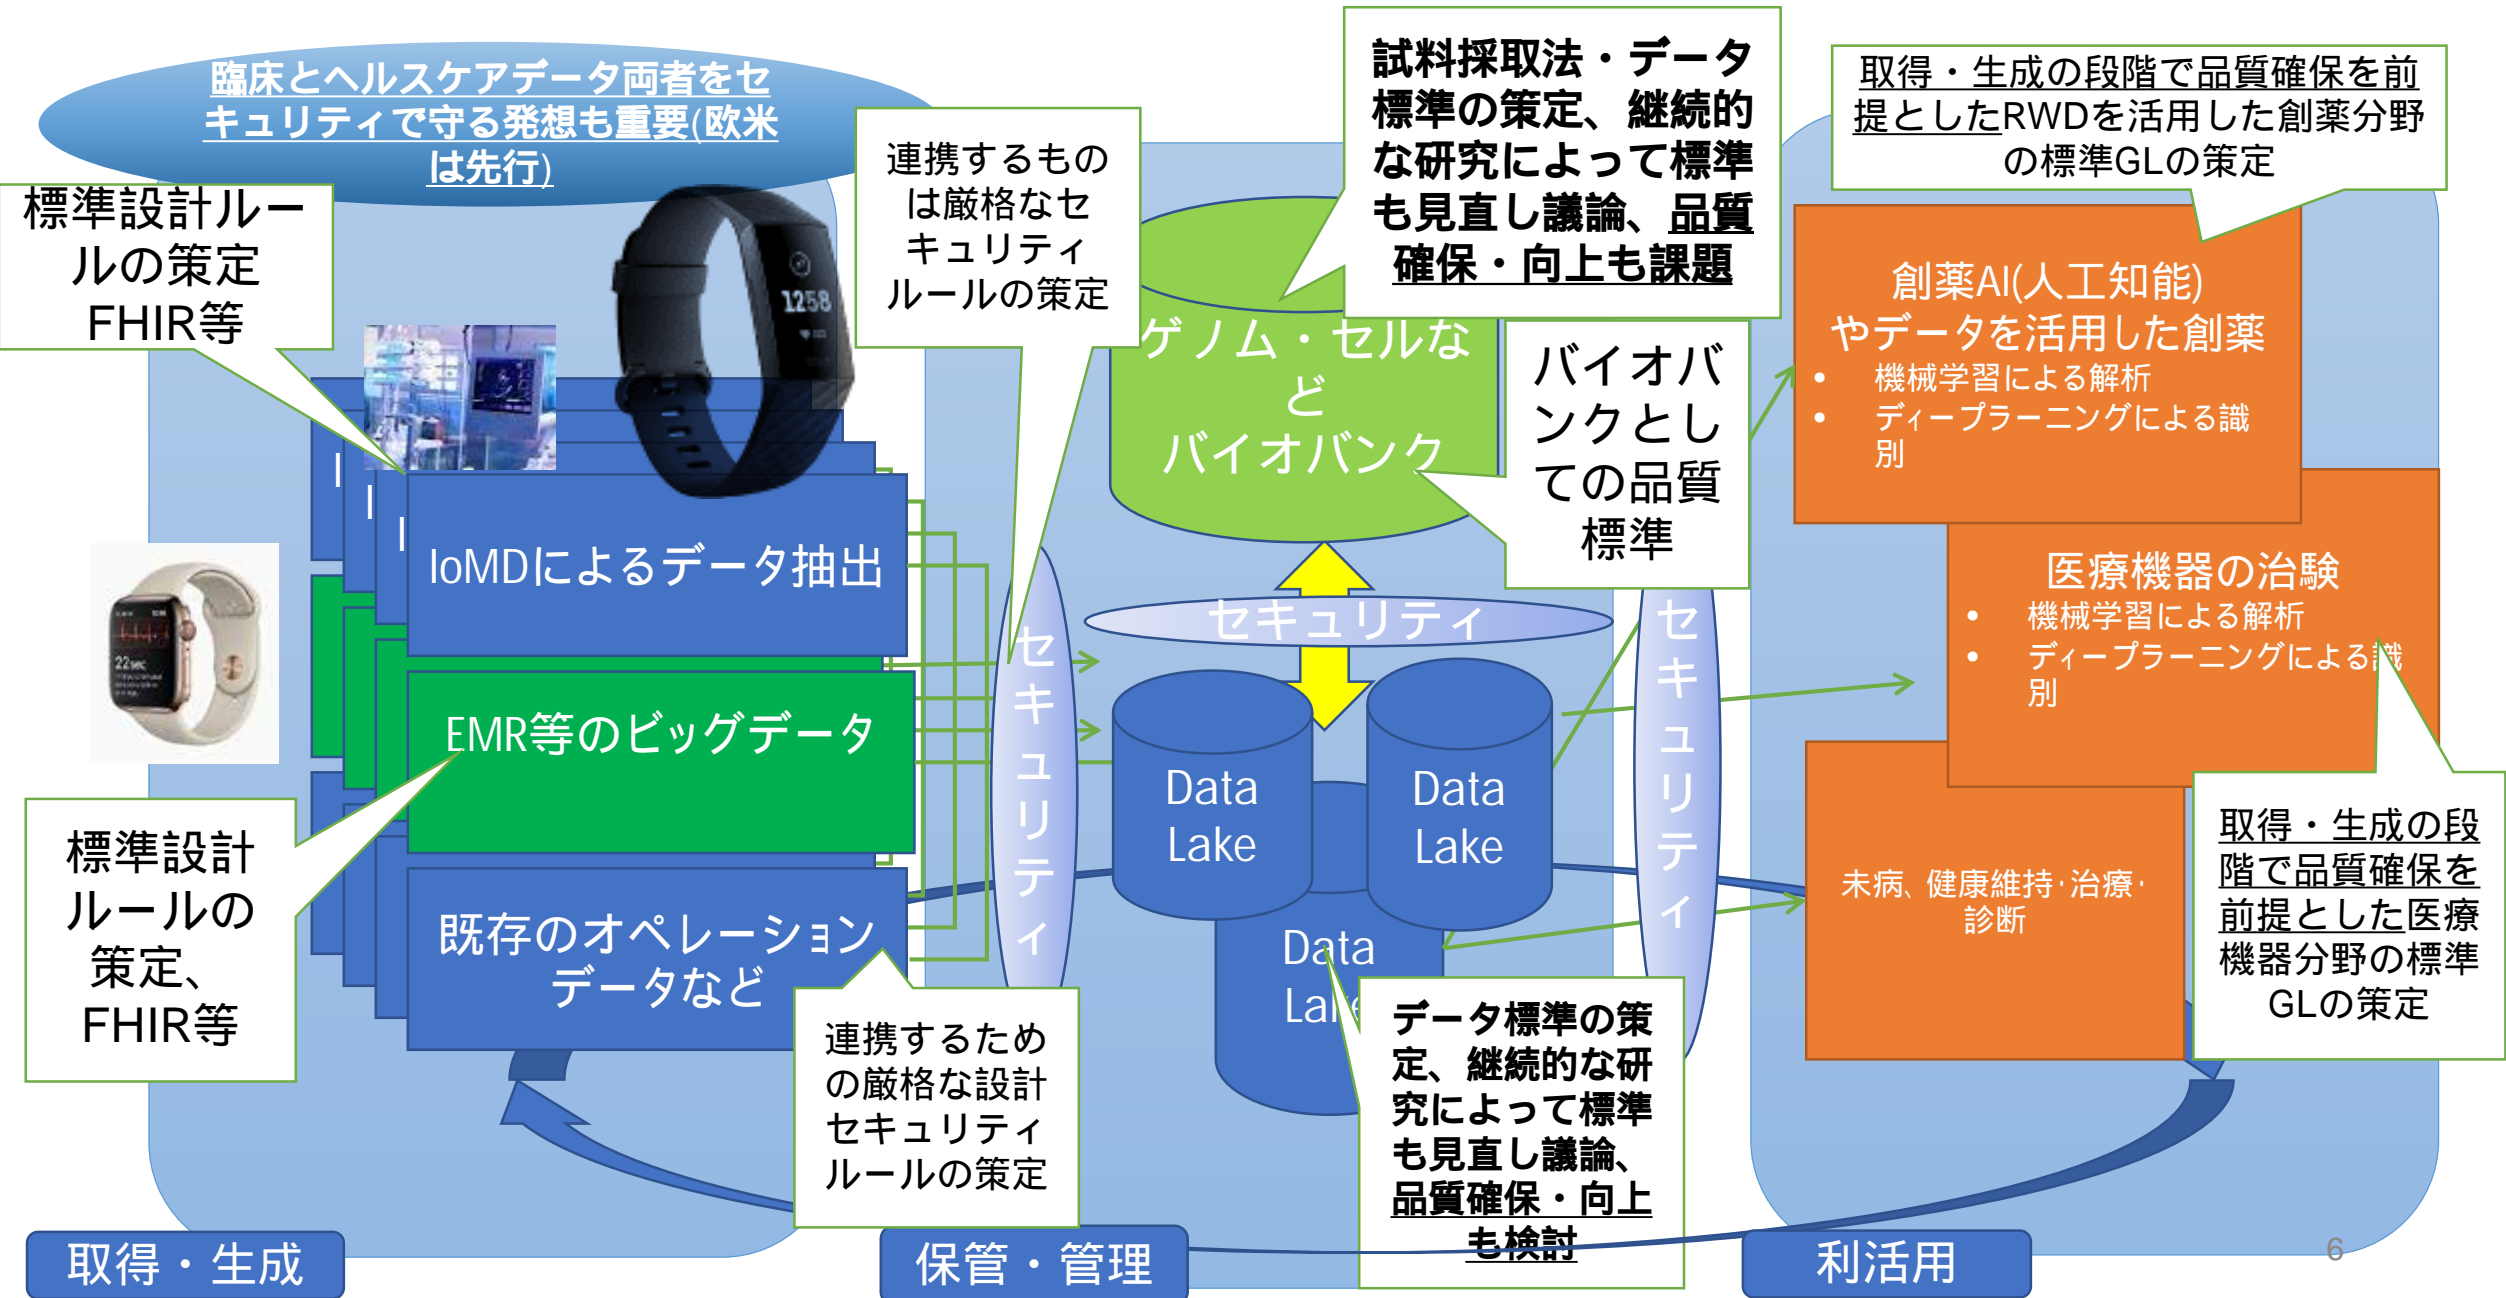 臨床とヘルスケアデータ両者をセ
キュリティで守る発想も重要(欧米
は先行)
標準設計ルー
ルの策定
FHIR等
連携するもの
は厳格なセ
キュリティ
ルールの策定
試料採取法・データ
標準の策定、継続的
な研究によって標準
も見直し議論、品質
確保・向上も課題
取得・生成の段階で品質確保を前
提としたRWDを活用した創薬分野
の標準GLの策定
1258
ゲノム・セルな
ど
バイオバンク
バイオバ
ンクとし
ての品質
標準
創薬AI(人工知能)
やデータを活用した創薬
• 機械学習による解析
• ディープラーニングによる識
別
IoMDによるデータ抽出
EMR等のビッグデータ
既存のオペレーション
データなど
22sec
標準設計
ルールの
策定、
FHIR等
連携するため
の厳格な設計
セキュリティ
ルールの策定
セキュリティ
セキュリティ
セキュリティ
Data
Lake
Data
Lake
Data
Lake
データ標準の策
定、継続的な研
究によって標準
も見直し議論、
品質確保・向上
も検討
医療機器の治験
• 機械学習による解析
• ディープラーニングによる識
別
未病、健康維持・治療・
診断
取得・生成の段
階で品質確保を
前提とした医療
機器分野の標準
GLの策定
取得・生成
保管・管理
利活用
6